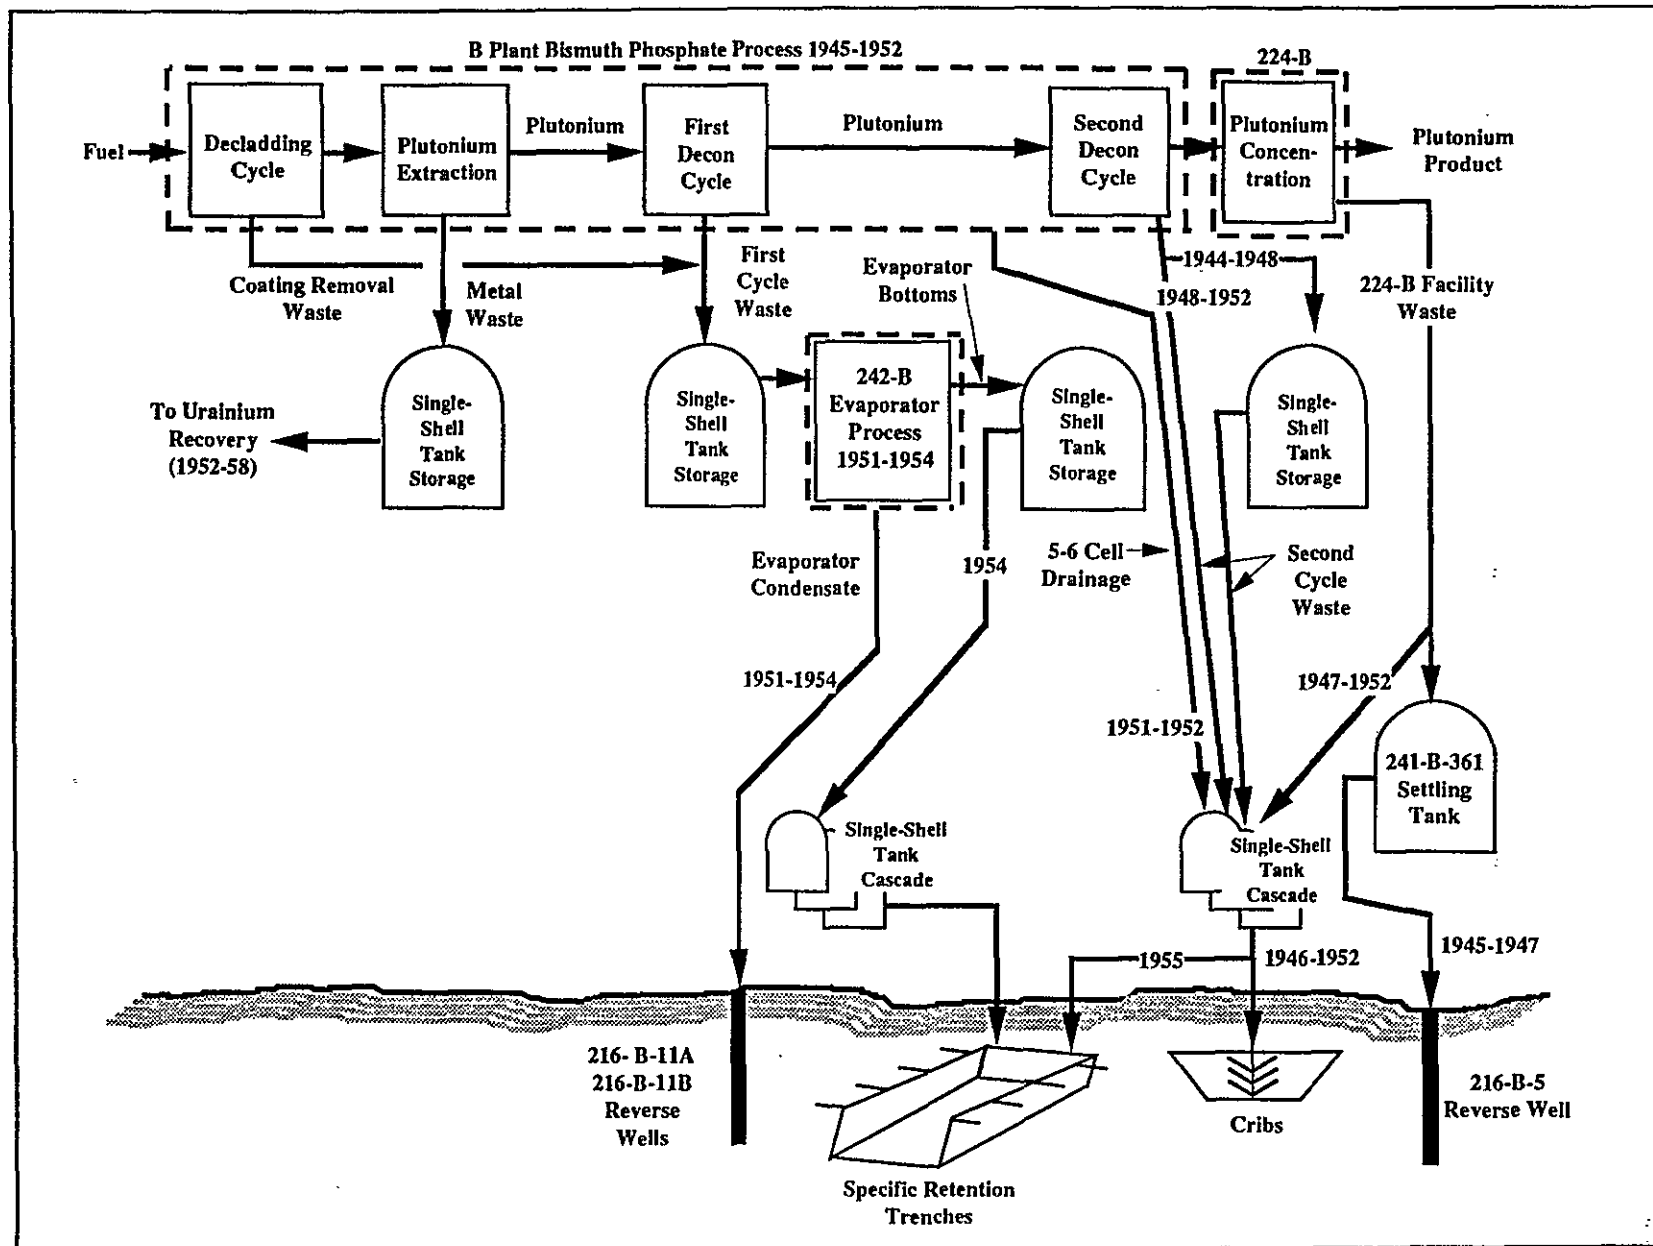 B Plant Bismuth Phosphate Process 1945-1952
224-B
Fuel
Decladding
Cycle
Plutonium
Extraction
Plutonium
First
Decon
Cycle
Plutonium
Second
Decon
Cycle
Plutonium
Concen-
tration
Plutonium
Product
Coating Removal
Waste
Metal
Waste
First
Cycle
Waste
Evaporator
Bottoms
1944-1948
1948-1952
224-B Facility
Waste
To Urainium
Recovery
(1952-58)
Single-
Shell
Tank
Storage
Single-
Shell
Tank
Storage
242-B
Evaporator
Process
1951-1954
Single-
Shell
Tank
Storage
Single-
Shell
Tank
Storage
Evaporator
Condensate
1954
5-6 Cell
Drainage
Second
Cycle
Waste
1951-1954
1951-1952
1947-1952
241-B-361
Settling
Tank
Single-Shell
Tank
Cascade
Single-Shell
Tank
Cascade
1955
1946-1952
1945-1947
216- B-11A
216-B-11B
Reverse
Wells
Specific Retention
Trenches
Cribs
216-B-5
Reverse Well